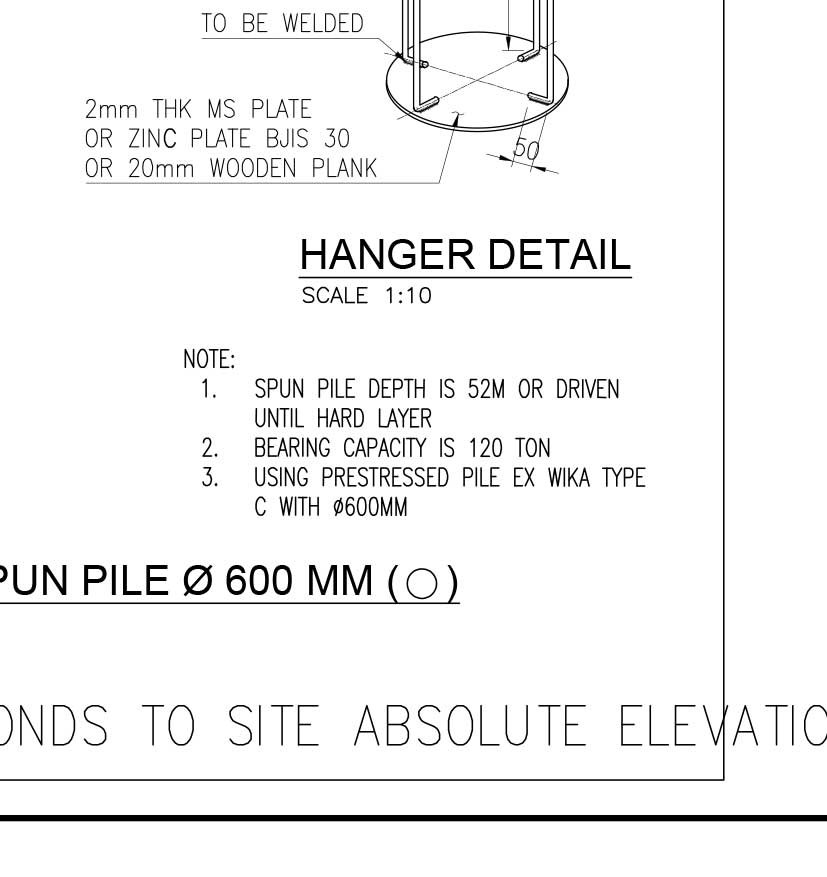 TO BE WELDED
2mm THK MS PLATE
OR ZINC PLATE BJIS 30
OR 20mm WOODEN PLANK
50
HANGER DETAIL
SCALE 1:10
NOTE:
1. SPUN PILE DEPTH IS 52M OR DRIVEN
UNTIL HARD LAYER
2. BEARING CAPACITY IS 120 TON
3. USING PRESTRESSED PILE EX WIKA TYPE
C WITH ø600MM
PUN PILE Ø 600 MM (○)
ONDS TO SITE ABSOLUTE ELEVATIO